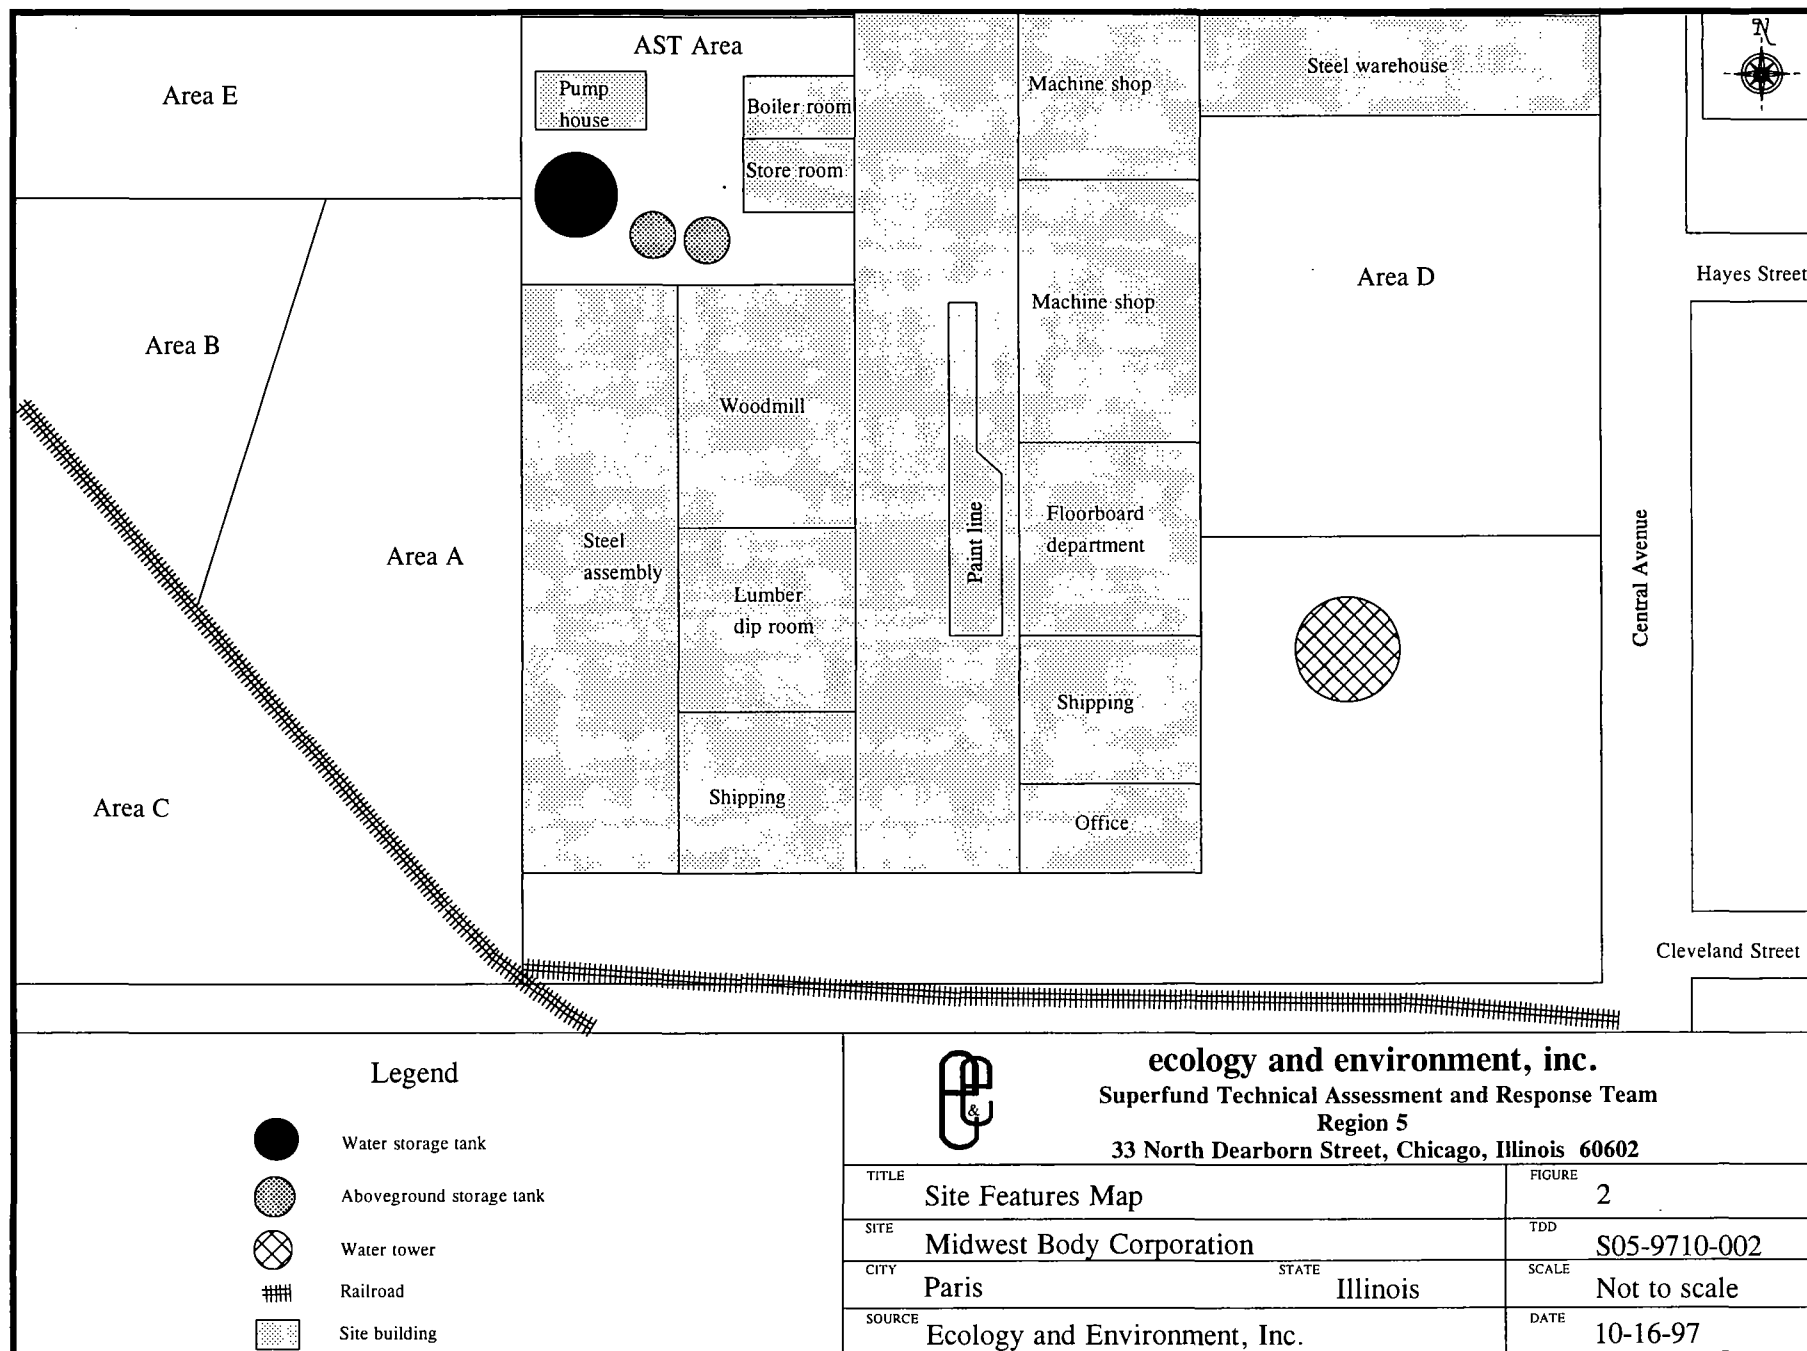 N
AST Area
Area E
Pump
house
Boiler room
Store room
Machine shop
Steel warehouse
Area D
Hayes Street
Machine shop
Area B
Woodmill
Area A
Steel
assembly
Lumber
dip room
Paint line
Floorboard
department
Central Avenue
Shipping
Area C
Shipping
Office
Cleveland Street
Legend
Water storage tank
Aboveground storage tank
Water tower
Railroad
Site building
&
ecology and environment, inc.
Superfund Technical Assessment and Response Team
Region 5
33 North Dearborn Street, Chicago, Illinois 60602
TITLE Site Features Map
FIGURE 2
SITE Midwest Body Corporation
TDD S05-9710-002
CITY Paris STATE Illinois
SCALE Not to scale
SOURCE Ecology and Environment, Inc.
DATE 10-16-97